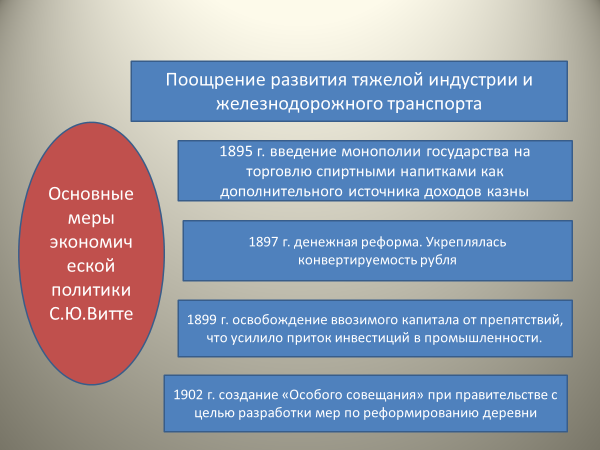 Поощрение развития тяжелой индустрии и
железнодорожного транспорта
Основные
меры
экономич
еской
политики
С.Ю.Витте
1895 г. введение монополии государства на
торговлю спиртными напитками как
дополнительного источника доходов казны
1897 г. денежная реформа. Укреплялась
конвертируемость рубля
1899 г. освобождение ввозимого капитала от препятствий,
что усилило приток инвестиций в промышленности.
1902 г. создание «Особого совещания» при правительстве с
целью разработки мер по реформированию деревни